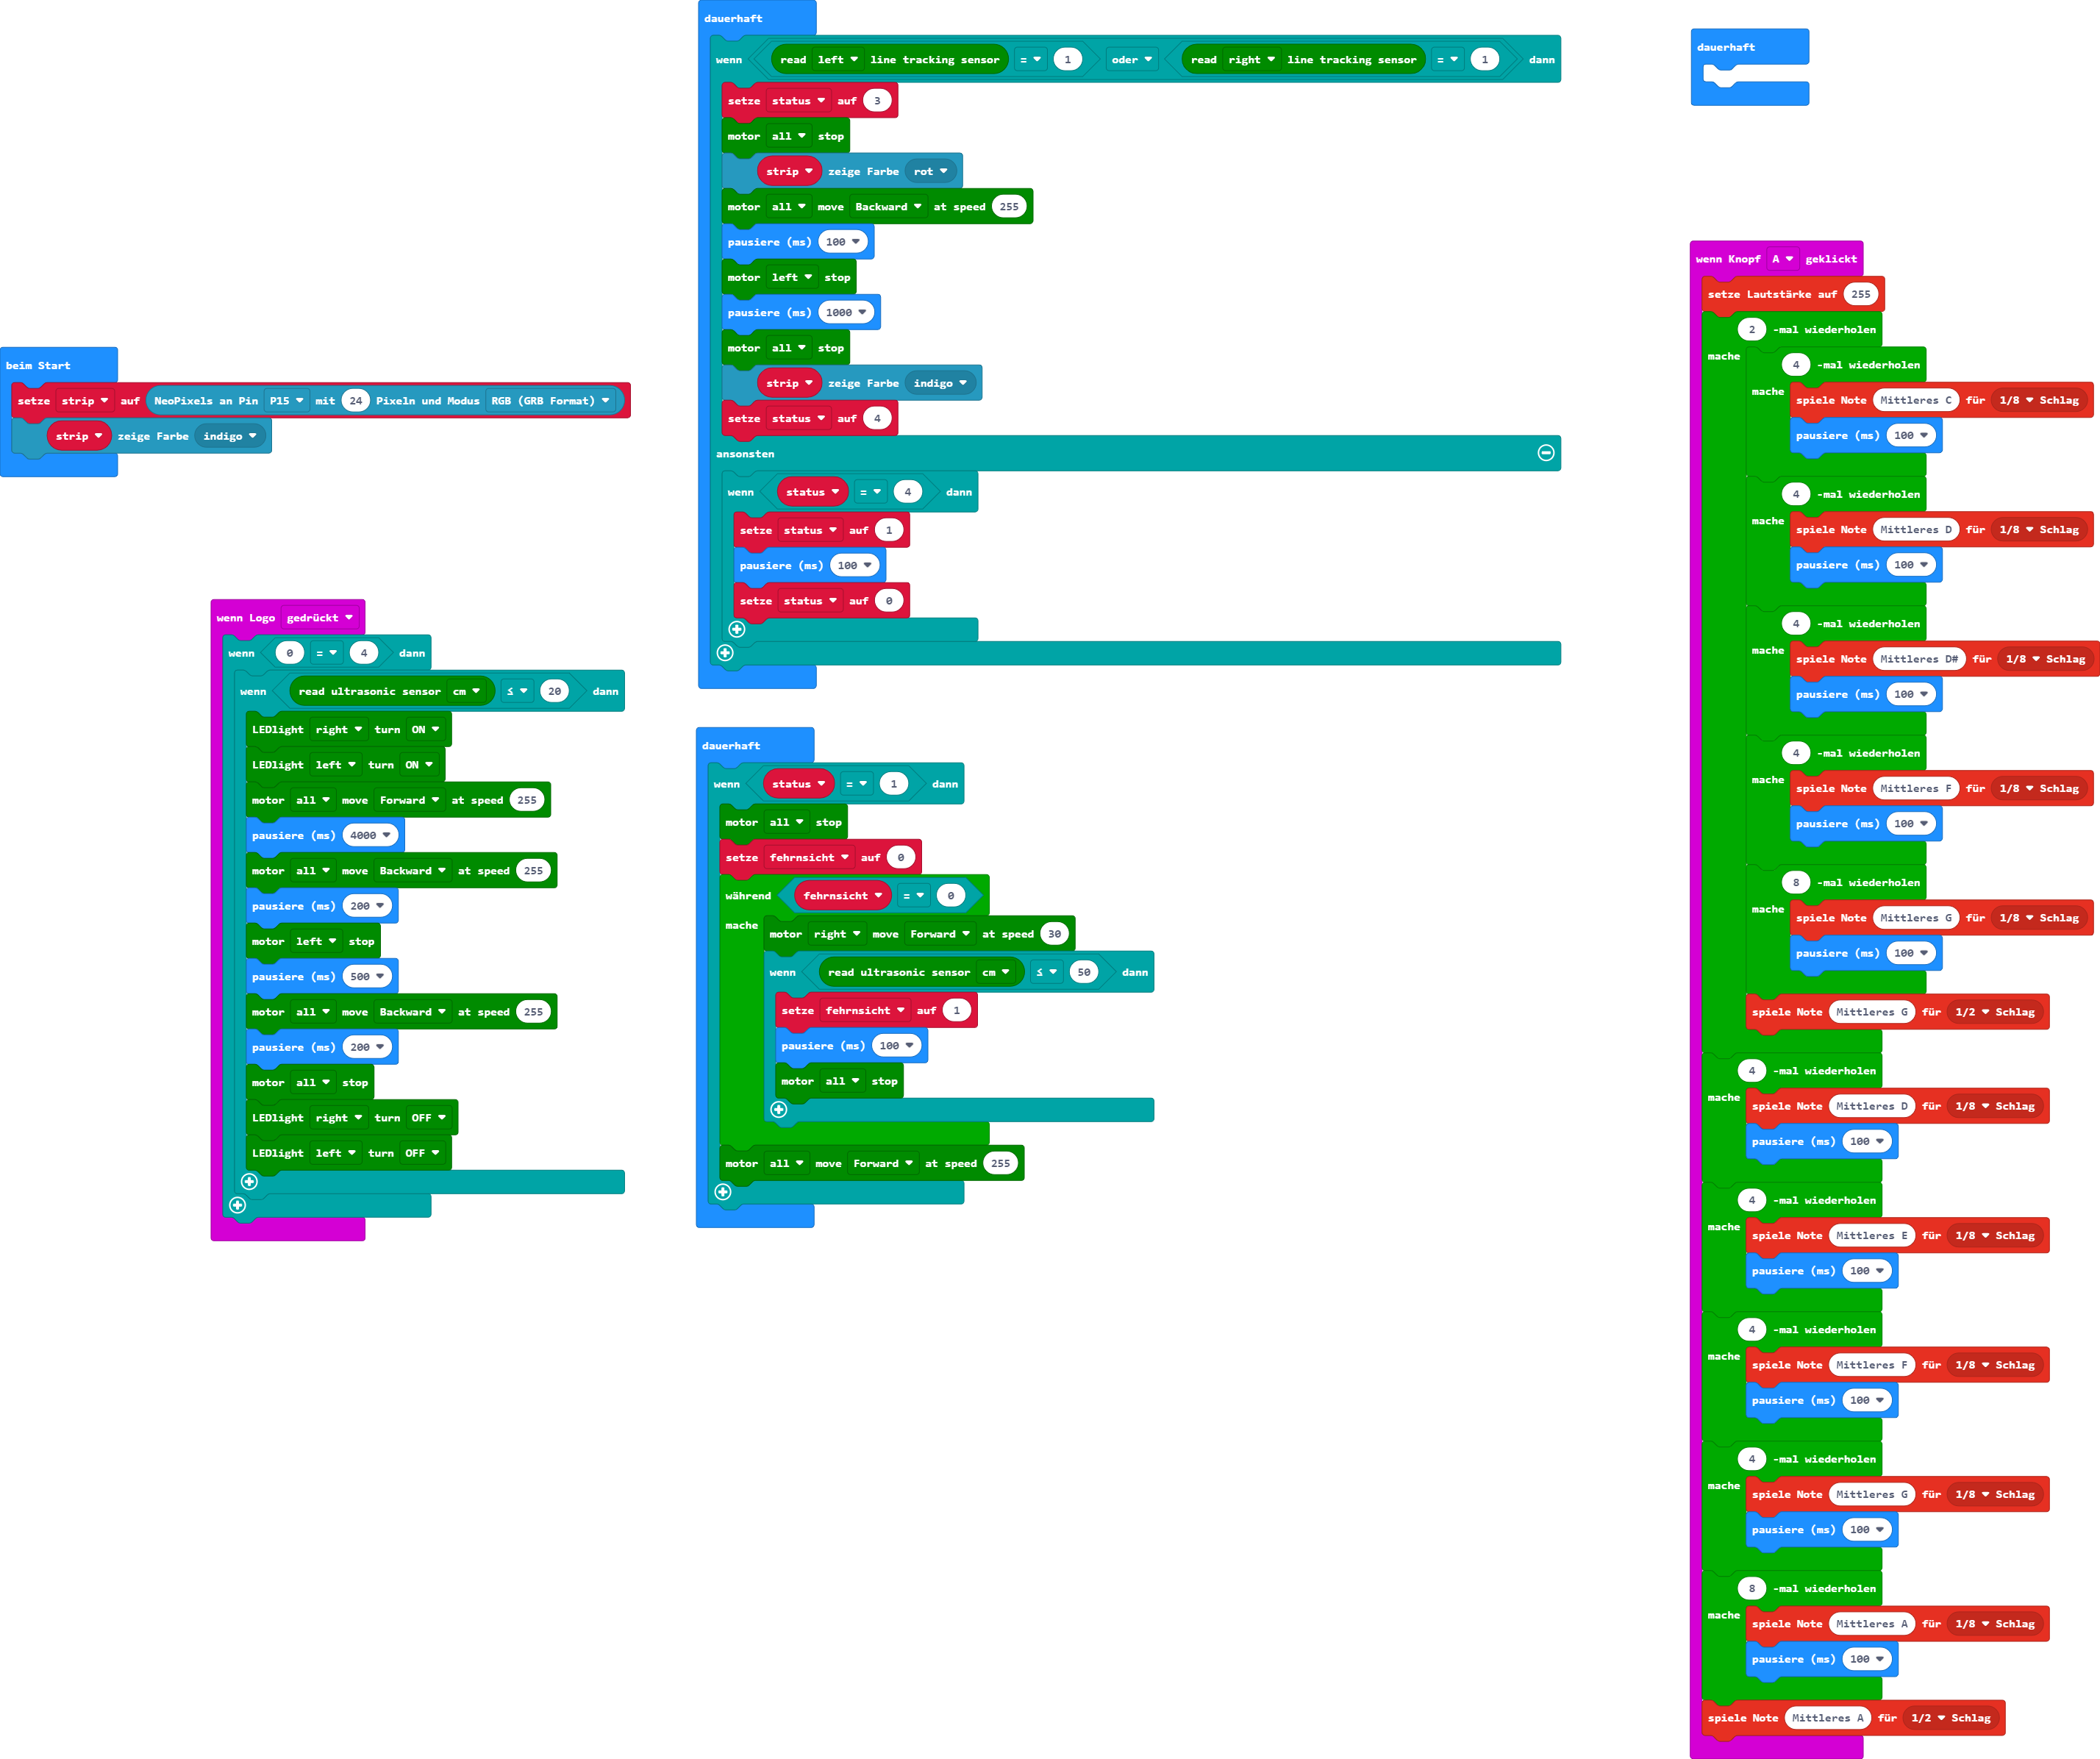 beim Start
setze strip auf NeoPixels an Pin P15 mit 24 Pixeln und Modus RGB (GRB Format)
strip zeige Farbe indigo
wenn Logo gedrückt
wenn 0 = 4 dann
wenn read ultrasonic sensor cm ≤ 20 dann
LEDlight right turn ON
LEDlight left turn ON
motor all move Forward at speed 255
pausiere (ms) 4000
motor all move Backward at speed 255
pausiere (ms) 200
motor left stop
pausiere (ms) 500
motor all move Backward at speed 255
pausiere (ms) 200
motor all stop
LEDlight right turn OFF
LEDlight left turn OFF
dauerhaft
wenn read left line tracking sensor = 1 oder read right line tracking sensor = 1 dann
setze status auf 3
motor all stop
strip zeige Farbe rot
motor all move Backward at speed 255
pausiere (ms) 100
motor left stop
pausiere (ms) 1000
motor all stop
strip zeige Farbe indigo
setze status auf 4
ansonsten
wenn status = 4 dann
setze status auf 1
pausiere (ms) 100
setze status auf 0
dauerhaft
wenn status = 1 dann
motor all stop
setze fehrnsicht auf 0
während fehrnsicht = 0
mache motor right move Forward at speed 30
wenn read ultrasonic sensor cm ≤ 50 dann
setze fehrnsicht auf 1
pausiere (ms) 100
motor all stop
motor all move Forward at speed 255
dauerhaft
wenn Knopf A geklickt
setze Lautstärke auf 255
2 -mal wiederholen
mache 4 -mal wiederholen
mache spiele Note Mittleres C für 1/8 Schlag
pausiere (ms) 100
4 -mal wiederholen
mache spiele Note Mittleres D für 1/8 Schlag
pausiere (ms) 100
4 -mal wiederholen
mache spiele Note Mittleres D# für 1/8 Schlag
pausiere (ms) 100
4 -mal wiederholen
mache spiele Note Mittleres F für 1/8 Schlag
pausiere (ms) 100
8 -mal wiederholen
mache spiele Note Mittleres G für 1/8 Schlag
pausiere (ms) 100
spiele Note Mittleres G für 1/2 Schlag
4 -mal wiederholen
mache spiele Note Mittleres D für 1/8 Schlag
pausiere (ms) 100
4 -mal wiederholen
mache spiele Note Mittleres E für 1/8 Schlag
pausiere (ms) 100
4 -mal wiederholen
mache spiele Note Mittleres F für 1/8 Schlag
pausiere (ms) 100
4 -mal wiederholen
mache spiele Note Mittleres G für 1/8 Schlag
pausiere (ms) 100
8 -mal wiederholen
mache spiele Note Mittleres A für 1/8 Schlag
pausiere (ms) 100
spiele Note Mittleres A für 1/2 Schlag